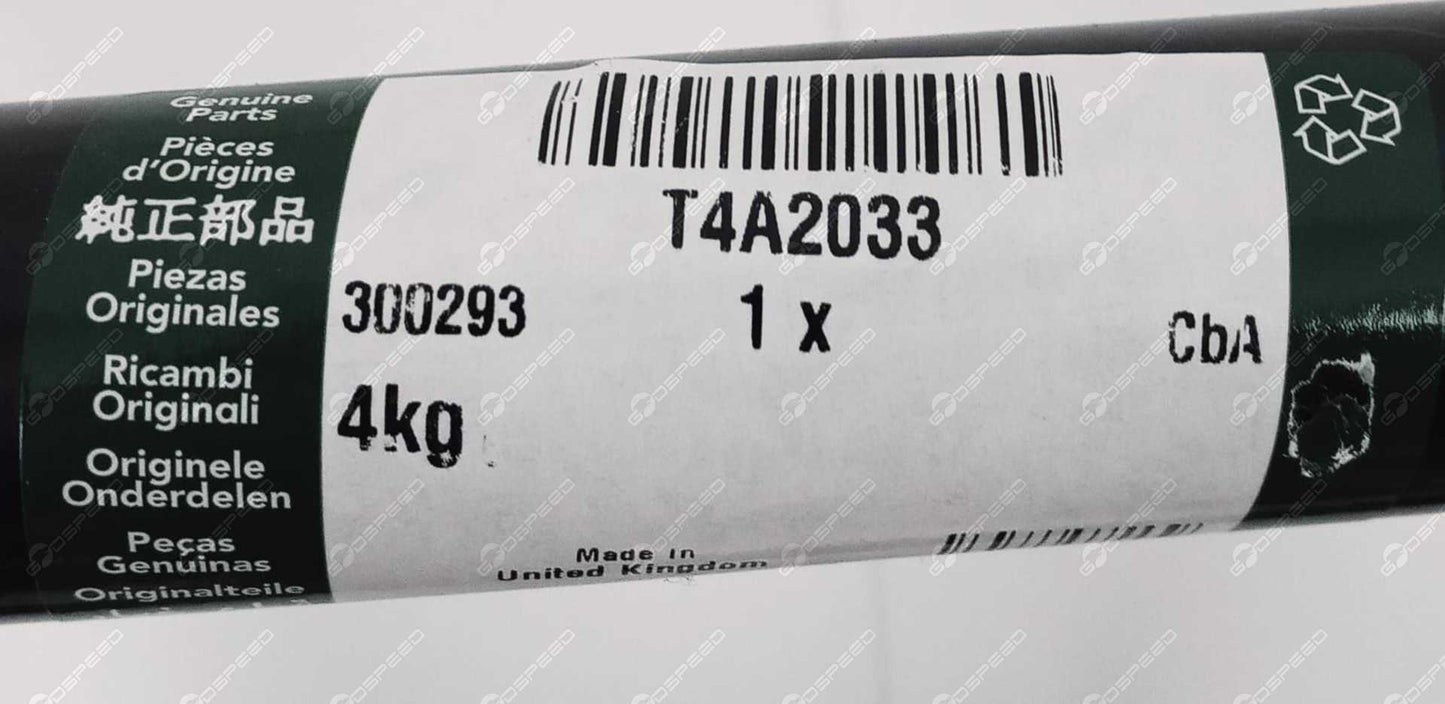 Genuine
Parts
Pièces
d'Origine
純正部品
Piezas
Originales
Ricambi
Originali
Originele
Onderdelen
Peças
Genuinas
Originalteile
T4A2033
300293
1 x
CbA
4kg
Made in
United Kingdom
GODSPEED